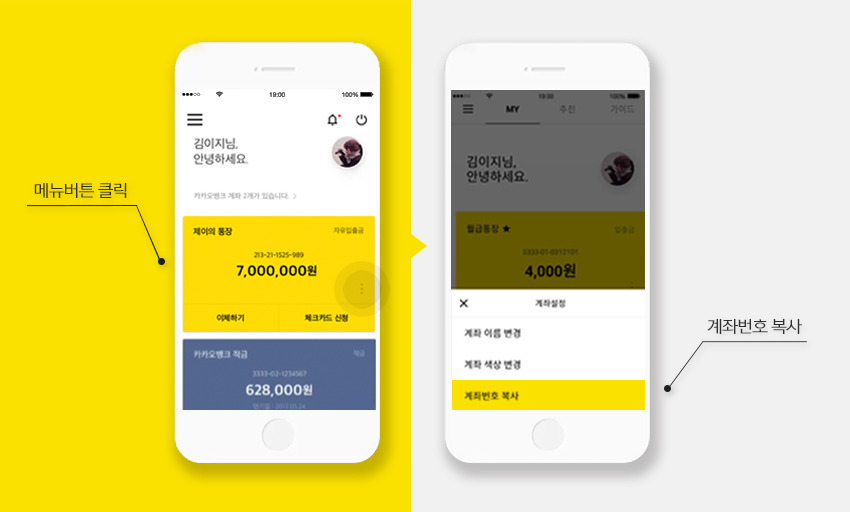 메뉴버튼 클릭
19:00
100%
김이지님,
안녕하세요.
카카오뱅크 계좌 2개가 있습니다. >
제이의 통장
자유입출금
213-21-1525-989
7,000,000원
이체하기
체크카드 신청
카카오뱅크 적금
적금
3333-02-1234567
628,000원
19:00
100%
MY
추천
가이드
김이지님,
안녕하세요.
월급통장 ★
입출금
3333-01-0212101
4,000원
계좌설정
계좌 이름 변경
계좌 색상 변경
계좌번호 복사
계좌번호 복사